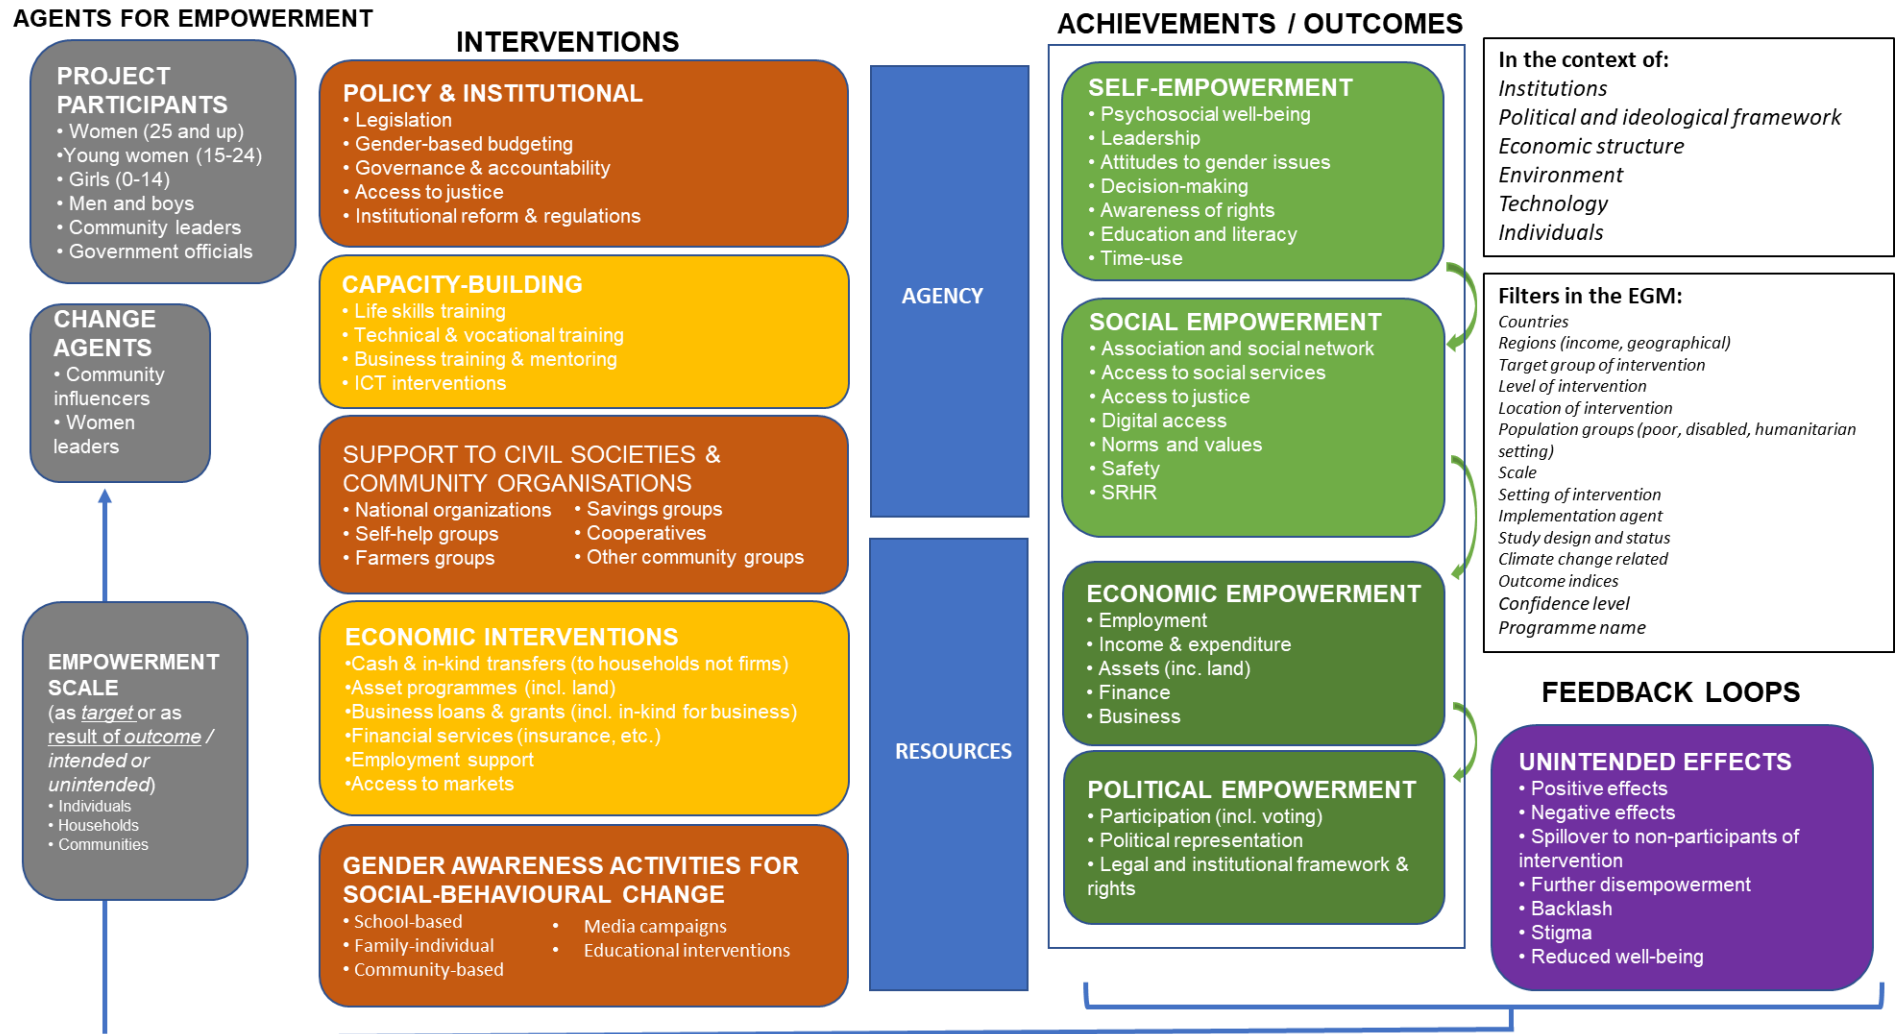 AGENTS FOR EMPOWERMENT
PROJECT
PARTICIPANTS
• Women (25 and up)
•Young women (15-24)
• Girls (0-14)
• Men and boys
• Community leaders
• Government officials
CHANGE
AGENTS
• Community
influencers
• Women
leaders
EMPOWERMENT
SCALE
(as target or as
result of outcome /
intended or
unintended)
• Individuals
• Households
• Communities
INTERVENTIONS
POLICY & INSTITUTIONAL
• Legislation
• Gender-based budgeting
• Governance & accountability
• Access to justice
• Institutional reform & regulations
CAPACITY-BUILDING
• Life skills training
• Technical & vocational training
• Business training & mentoring
• ICT interventions
SUPPORT TO CIVIL SOCIETIES &
COMMUNITY ORGANISATIONS
• National organizations
• Self-help groups
• Farmers groups
• Savings groups
• Cooperatives
• Other community groups
ECONOMIC INTERVENTIONS
•Cash & in-kind transfers (to households not firms)
•Asset programmes (incl. land)
•Business loans & grants (incl. in-kind for business)
•Financial services (insurance, etc.)
•Employment support
•Access to markets
GENDER AWARENESS ACTIVITIES FOR
SOCIAL-BEHAVIOURAL CHANGE
• School-based
• Family-individual
• Community-based
• Media campaigns
• Educational interventions
AGENCY
RESOURCES
ACHIEVEMENTS / OUTCOMES
SELF-EMPOWERMENT
• Psychosocial well-being
• Leadership
• Attitudes to gender issues
• Decision-making
• Awareness of rights
• Education and literacy
• Time-use
SOCIAL EMPOWERMENT
• Association and social network
• Access to social services
• Access to justice
• Digital access
• Norms and values
• Safety
• SRHR
ECONOMIC EMPOWERMENT
• Employment
• Income & expenditure
• Assets (inc. land)
• Finance
• Business
POLITICAL EMPOWERMENT
• Participation (incl. voting)
• Political representation
• Legal and institutional framework &
rights
In the context of:
Institutions
Political and ideological framework
Economic structure
Environment
Technology
Individuals
Filters in the EGM:
Countries
Regions (income, geographical)
Target group of intervention
Level of intervention
Location of intervention
Population groups (poor, disabled, humanitarian
setting)
Scale
Setting of intervention
Implementation agent
Study design and status
Climate change related
Outcome indices
Confidence level
Programme name
FEEDBACK LOOPS
UNINTENDED EFFECTS
• Positive effects
• Negative effects
• Spillover to non-participants of
intervention
• Further disempowerment
• Backlash
• Stigma
• Reduced well-being